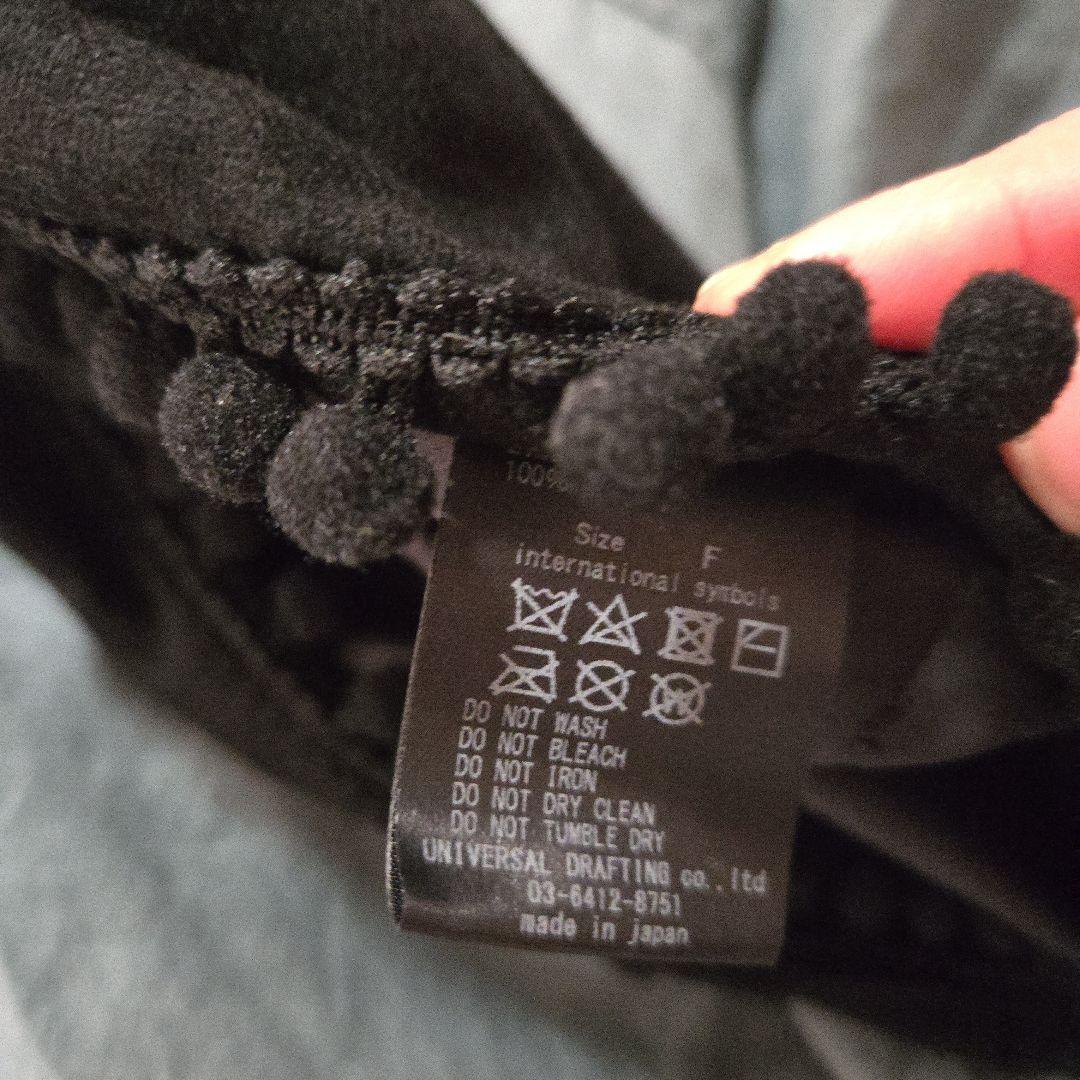 100%
Size F
international symbols
W
DO NOT WASH
DO NOT BLEACH
DO NOT IRON
DO NOT DRY CLEAN
DO NOT TUMBLE DRY
UNIVERSAL DRAFTING co.,ltd
03-6412-8751
made in japan